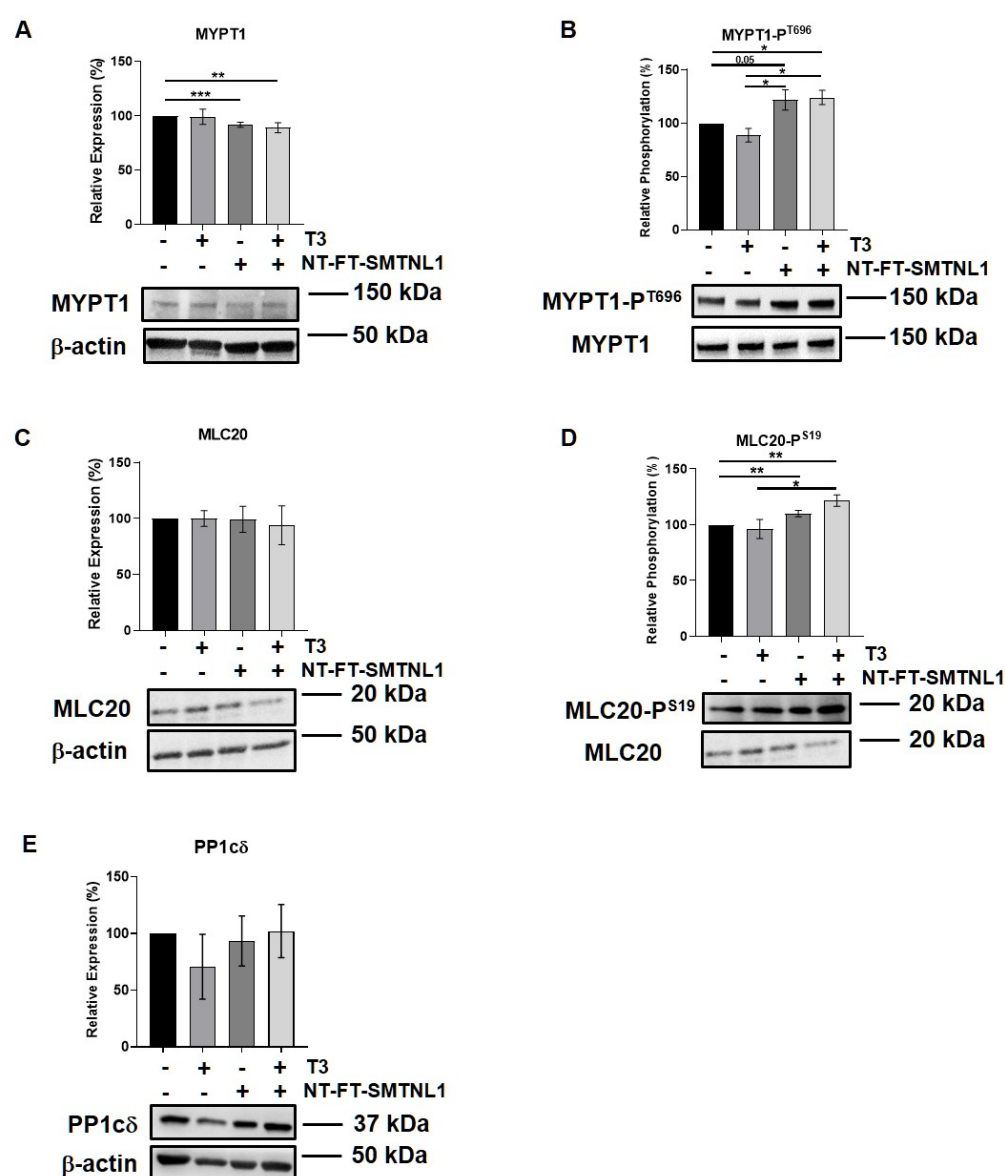 A
MYPT1
Relative Expression (%)
150
100
50
0
**
***
- + - + T3
- - + + NT-FT-SMTNL1
MYPT1
150 kDa
β-actin
50 kDa
B
MYPT1-P^T696
Relative Phosphorylation (%)
150
100
50
0
*
0.05
*
*
- + - + T3
- - + + NT-FT-SMTNL1
MYPT1-P^T696
150 kDa
MYPT1
150 kDa
C
MLC20
Relative Expression (%)
150
100
50
0
- + - + T3
- - + + NT-FT-SMTNL1
MLC20
20 kDa
β-actin
50 kDa
D
MLC20-P^S19
Relative Phosphorylation (%)
150
100
50
0
**
**
*
- + - + T3
- - + + NT-FT-SMTNL1
MLC20-P^S19
20 kDa
MLC20
20 kDa
E
PP1cδ
Relative Expression (%)
150
100
50
0
- + - + T3
- - + + NT-FT-SMTNL1
PP1cδ
37 kDa
β-actin
50 kDa